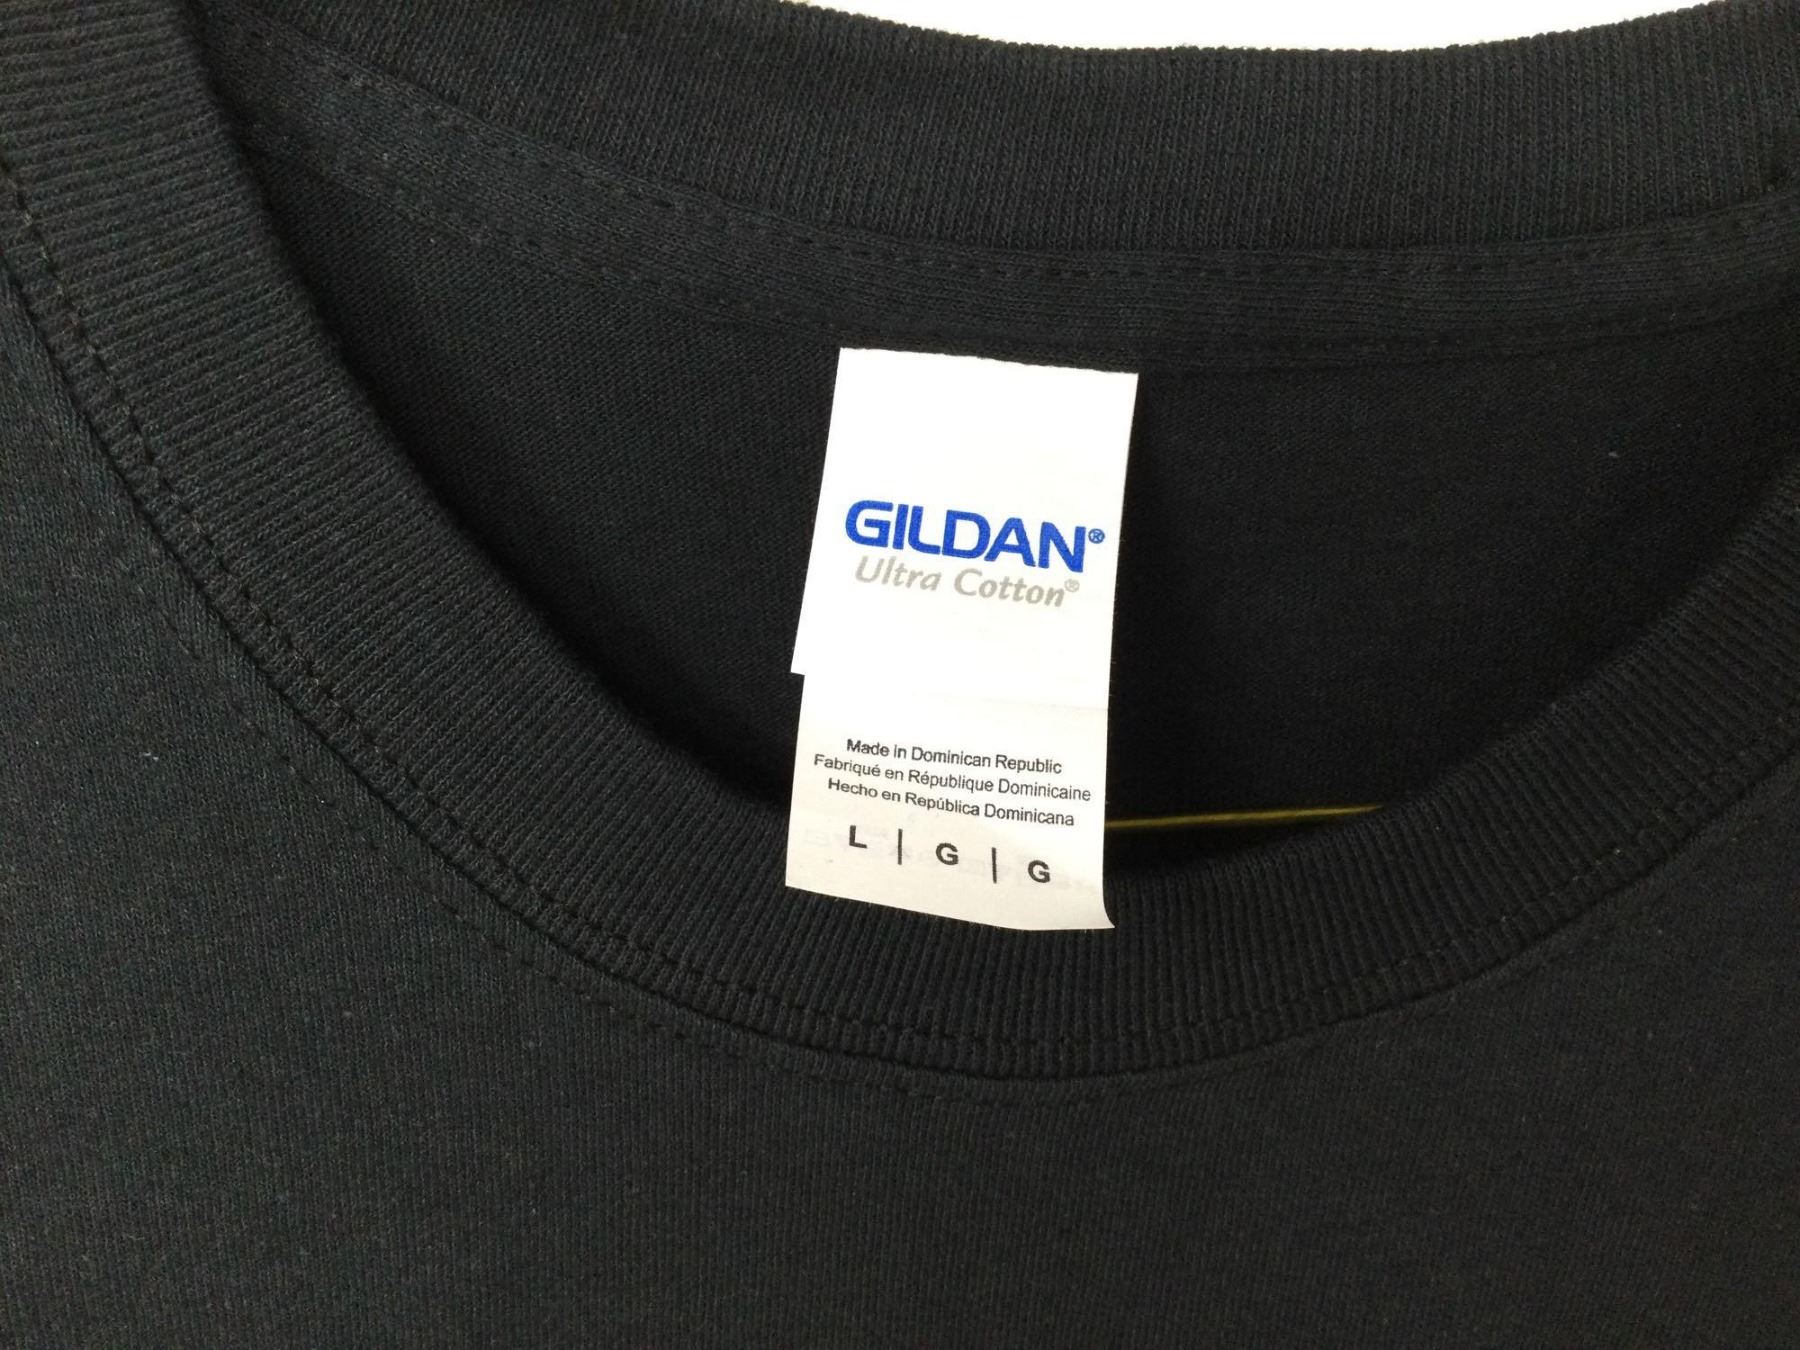 GILDAN®
Ultra Cotton®
Made in Dominican Republic
Fabriqué en République Dominicaine
Hecho en República Dominicana
L | G | G